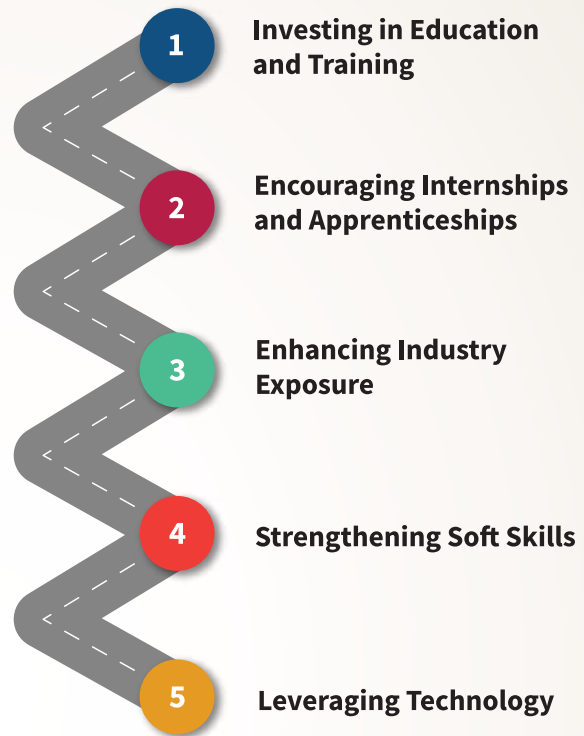 1
Investing in Education
and Training
2
Encouraging Internships
and Apprenticeships
3
Enhancing Industry
Exposure
4
Strengthening Soft Skills
5
Leveraging Technology